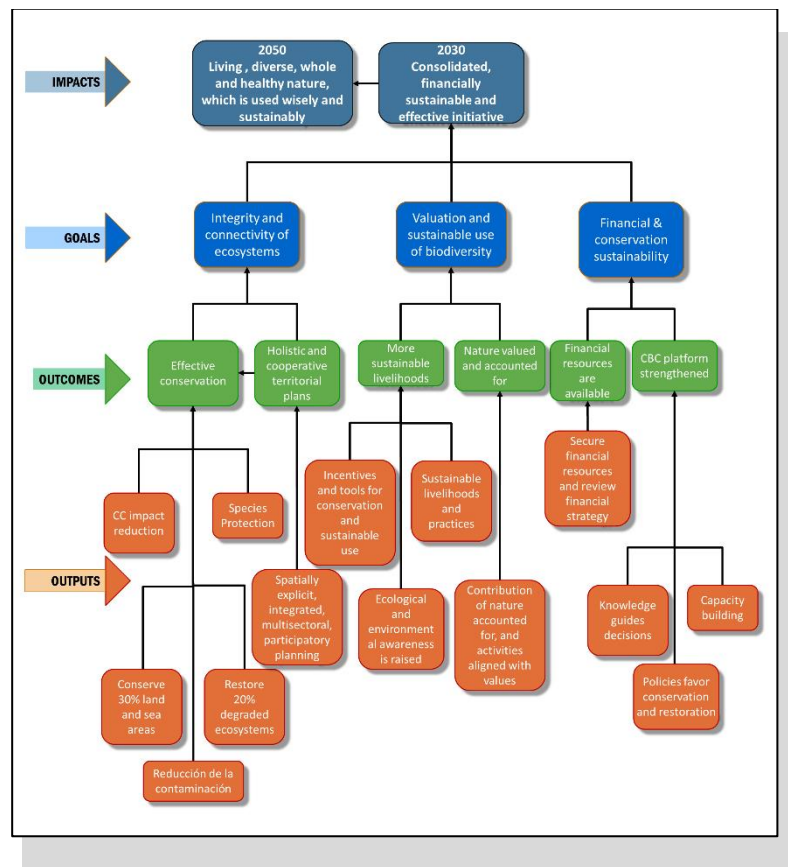 IMPACTS
2050
Living , diverse, whole
and healthy nature,
which is used wisely and
sustainably
2030
Consolidated,
financially
sustainable and
effective initiative
GOALS
Integrity and
connectivity of
ecosystems
Valuation and
sustainable use
of biodiversity
Financial &
conservation
sustainability
OUTCOMES
Effective
conservation
Holistic and
cooperative
territorial
plans
More
sustainable
livelihoods
Nature valued
and accounted
for
Financial
resources
are
available
CBC platform
strengthened
OUTPUTS
CC impact
reduction
Species
Protection
Incentives
and tools for
conservation
and
sustainable
use
Sustainable
livelihoods
and
practices
Secure
financial
resources
and review
financial
strategy
Spatially
explicit,
integrated,
multisectoral,
participatory
planning
Ecological
and
environment
al awareness
is raised
Contribution
of nature
accounted
for, and
activities
aligned with
values
Knowledge
guides
decisions
Capacity
building
Conserve
30% land
and sea
areas
Restore
20%
degraded
ecosystems
Policies favor
conservation
and restoration
Reducción de la
contaminación